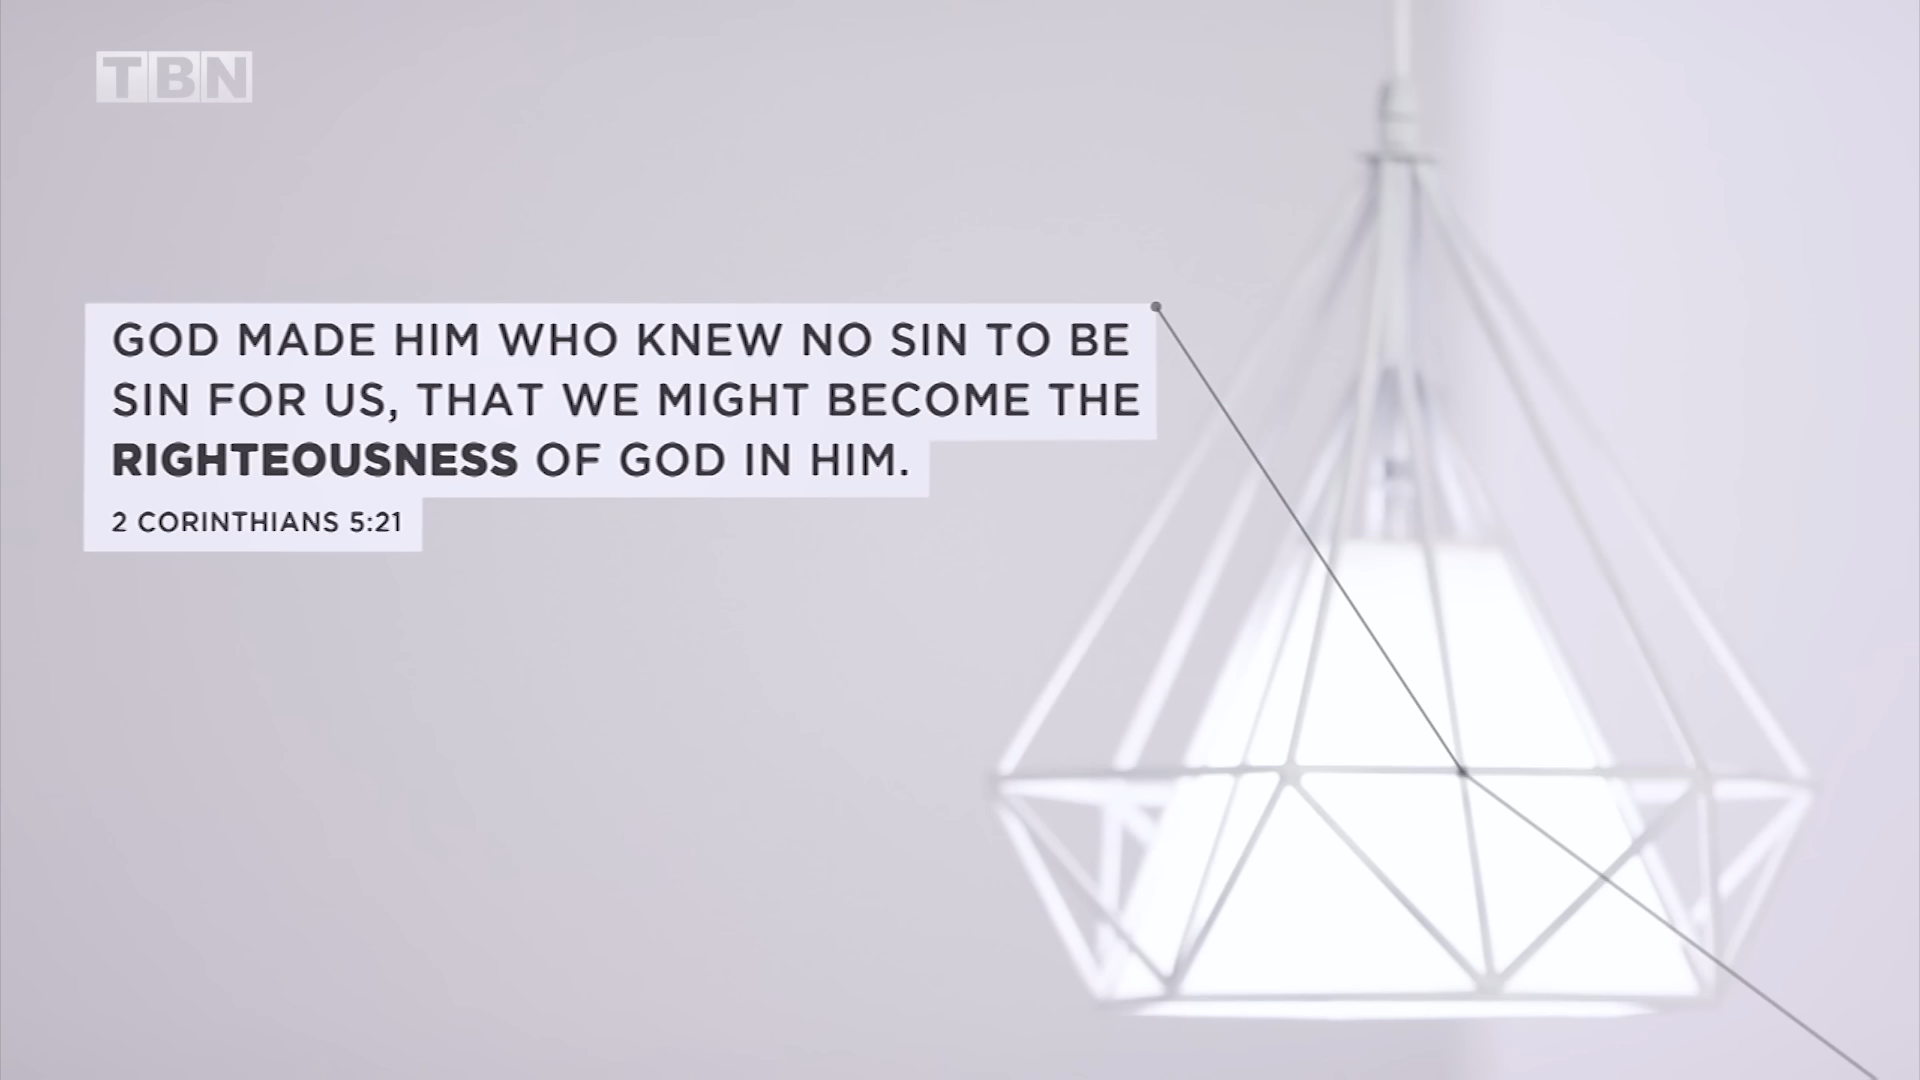 TBN
GOD MADE HIM WHO KNEW NO SIN TO BE
SIN FOR US, THAT WE MIGHT BECOME THE
RIGHTEOUSNESS OF GOD IN HIM.
2 CORINTHIANS 5:21